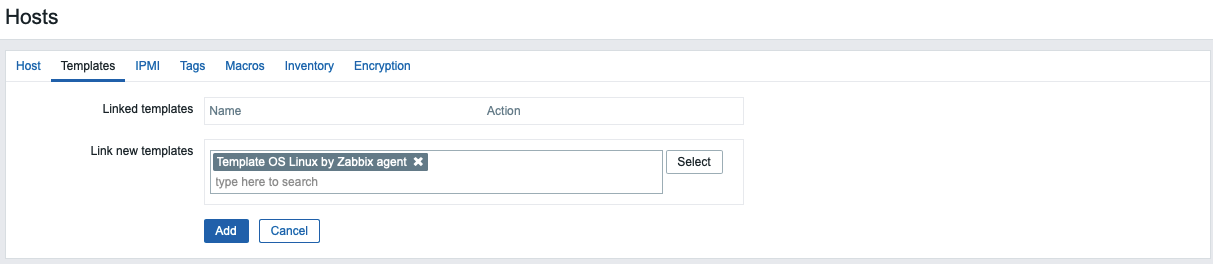 Hosts
Host Templates IPMI Tags Macros Inventory Encryption
Linked templates Name Action
Link new templates Template OS Linux by Zabbix agent ✖ Select
type here to search
Add Cancel